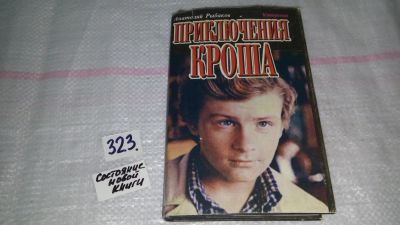 Анатолий Рыбаков
ПРИКЛЮЧЕНИЯ
КРОША
323.
Состояние
новой
книги